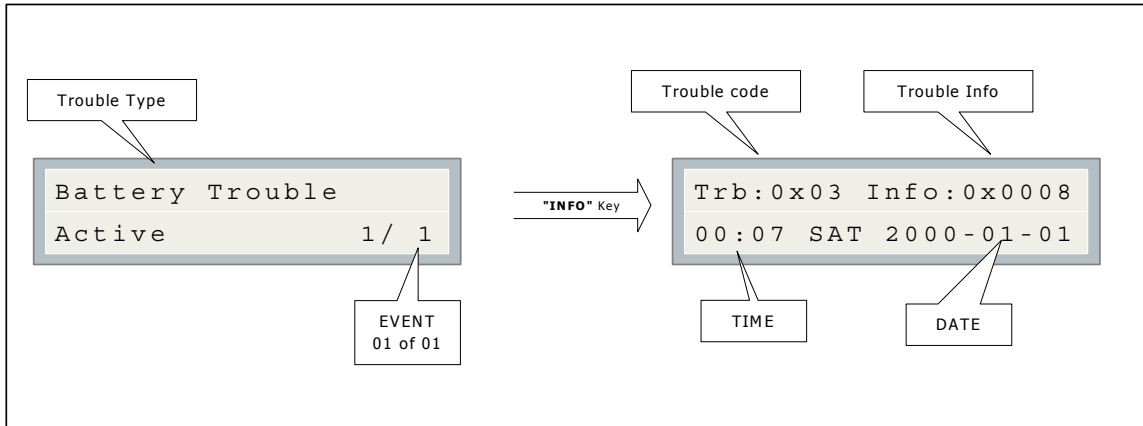 Trouble Type
Trouble code
Trouble Info
Battery Trouble
Active 1/ 1
"INFO" Key
Trb:0x03 Info:0x0008
00:07 SAT 2000-01-01
EVENT
01 of 01
TIME
DATE